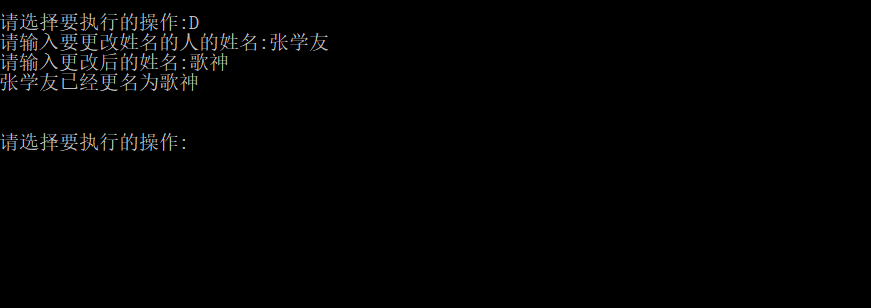 请选择要执行的操作:D
请输入要更改姓名的人的姓名:张学友
请输入更改后的姓名:歌神
张学友已经更名为歌神
请选择要执行的操作: